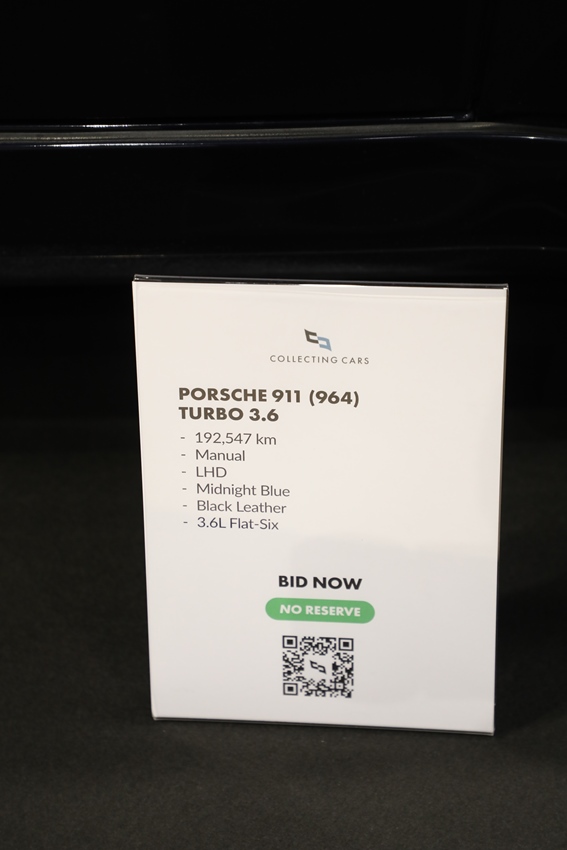 COLLECTING CARS
PORSCHE 911 (964)
TURBO 3.6
- 192,547 km
- Manual
- LHD
- Midnight Blue
- Black Leather
- 3.6L Flat-Six
BID NOW
NO RESERVE